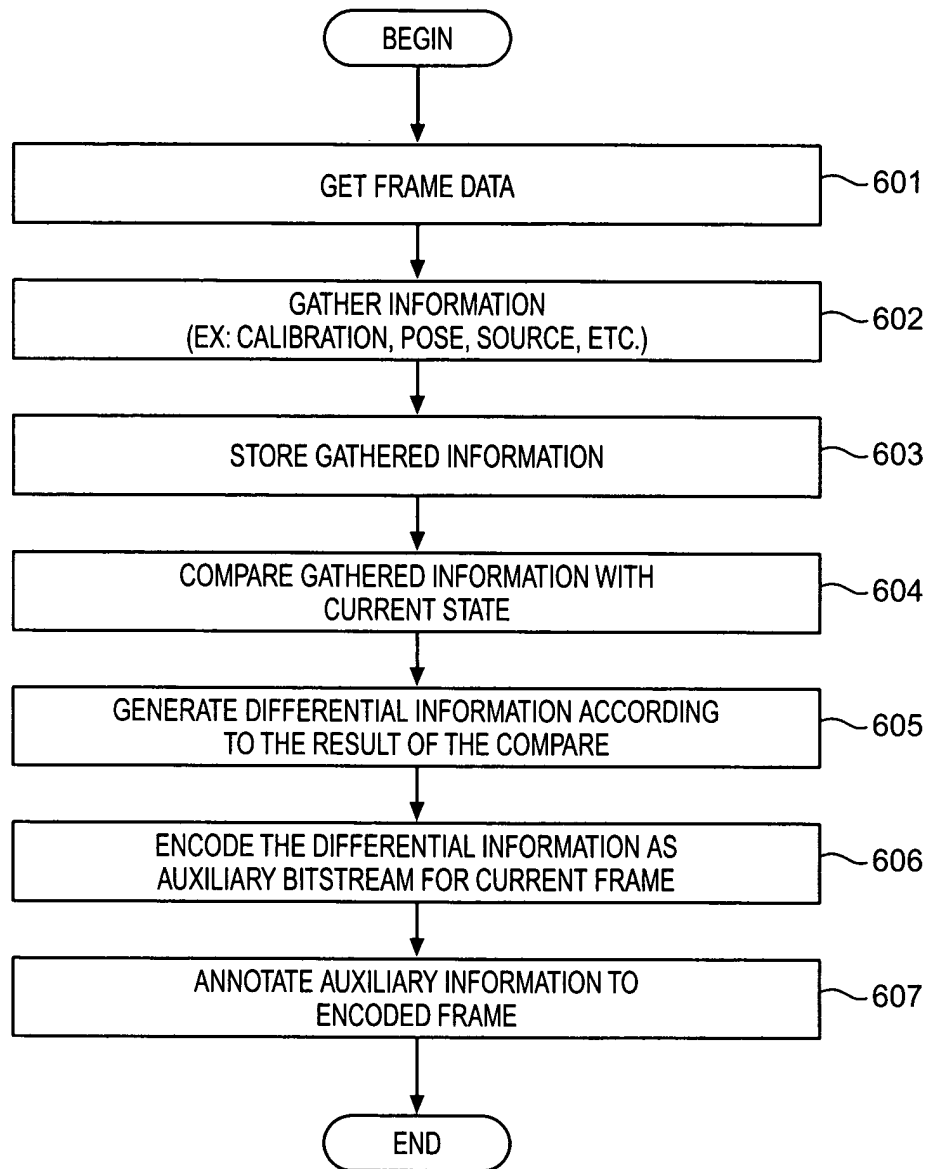 BEGIN
GET FRAME DATA
601
GATHER INFORMATION
(EX: CALIBRATION, POSE, SOURCE, ETC.)
602
STORE GATHERED INFORMATION
603
COMPARE GATHERED INFORMATION WITH
CURRENT STATE
604
GENERATE DIFFERENTIAL INFORMATION ACCORDING
TO THE RESULT OF THE COMPARE
605
ENCODE THE DIFFERENTIAL INFORMATION AS
AUXILIARY BITSTREAM FOR CURRENT FRAME
606
ANNOTATE AUXILIARY INFORMATION TO
ENCODED FRAME
607
END